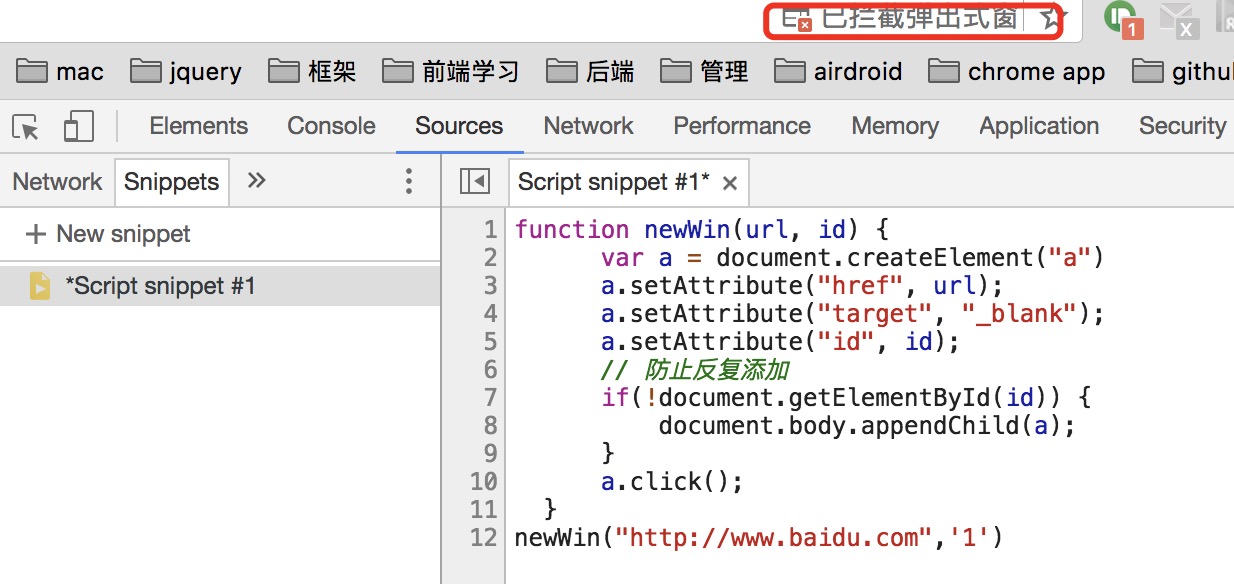 已拦截弹出式窗
1 X
mac jquery 框架 前端学习 后端 管理 airdroid chrome app githu
Elements Console Sources Network Performance Memory Application Security
Network Snippets » Script snippet #1* ×
+ New snippet
*Script snippet #1
1 function newWin(url, id) {
2 var a = document.createElement("a")
3 a.setAttribute("href", url);
4 a.setAttribute("target", "_blank");
5 a.setAttribute("id", id);
6 // 防止反复添加
7 if(!document.getElementById(id)) {
8 document.body.appendChild(a);
9 }
10 a.click();
11 }
12 newWin("http://www.baidu.com",'1')